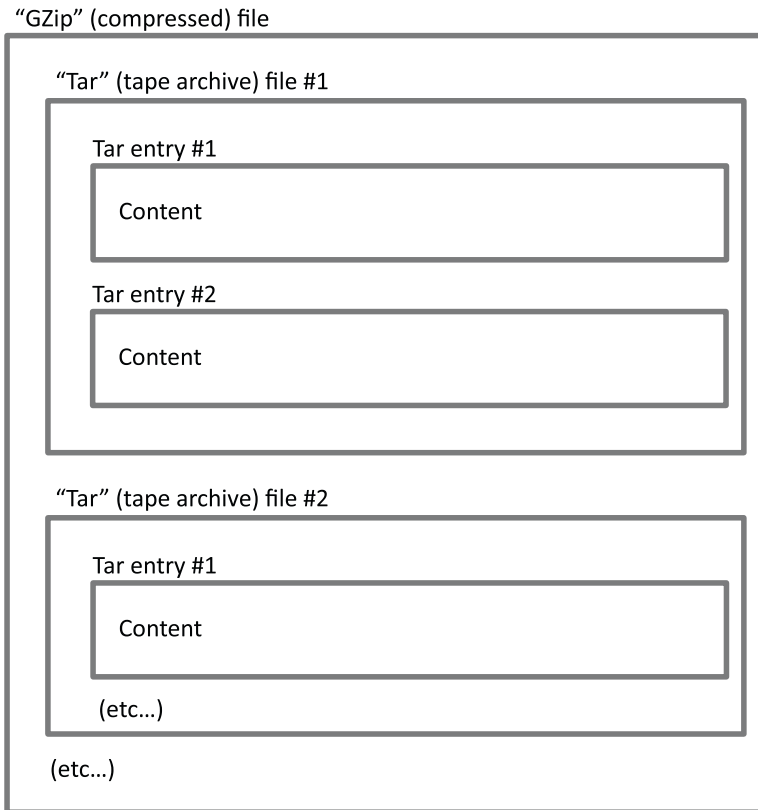 “GZip” (compressed) file
“Tar” (tape archive) file #1
Tar entry #1
Content
Tar entry #2
Content
“Tar” (tape archive) file #2
Tar entry #1
Content
(etc...)
(etc...)